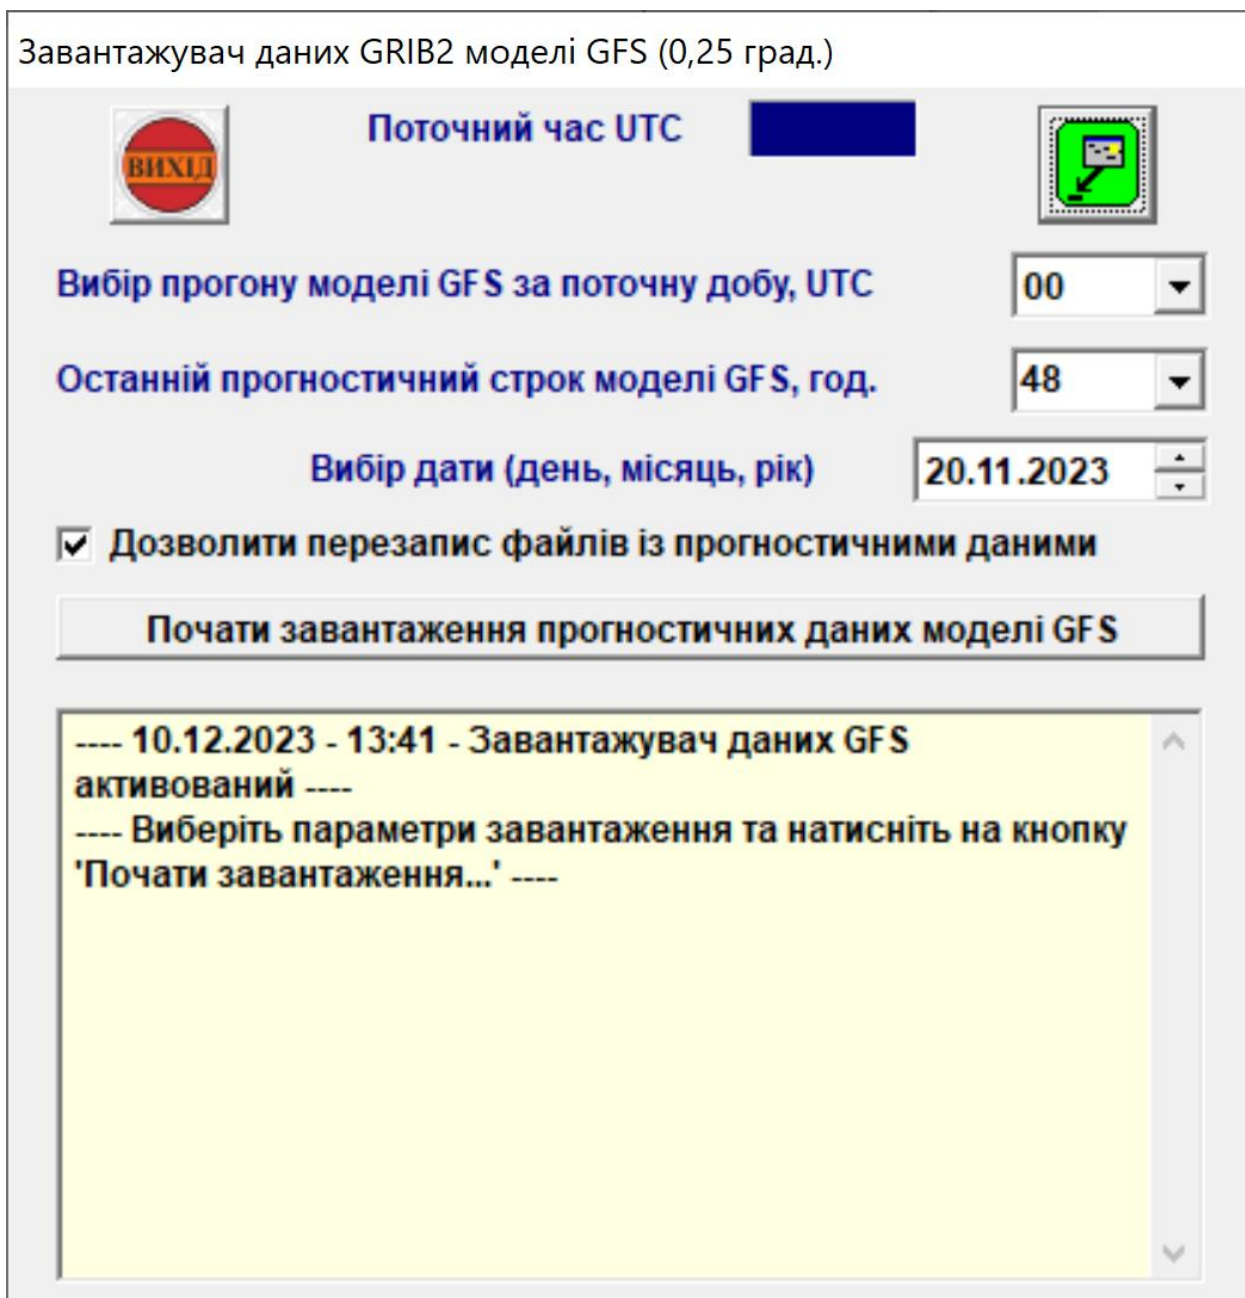 Завантажувач даних GRIB2 моделі GFS (0,25 град.)
ВИХІД
Поточний час UTC
Вибір прогону моделі GFS за поточну добу, UTC
00
Останній прогностичний строк моделі GFS, год.
48
Вибір дати (день, місяць, рік)
20.11.2023
Дозволити перезапис файлів із прогностичними даними
Почати завантаження прогностичних даних моделі GFS
---- 10.12.2023 - 13:41 - Завантажувач даних GFS
активований ----
---- Виберіть параметри завантаження та натисніть на кнопку
'Почати завантаження...' ----